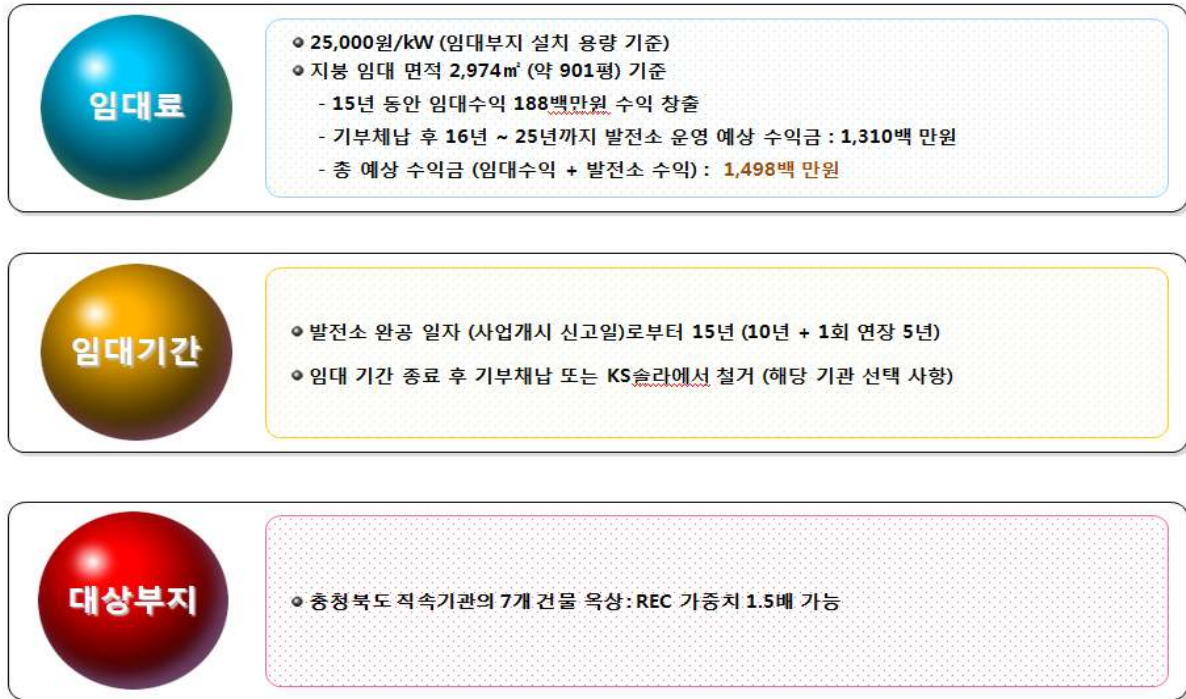 임대료
● 25,000원/kW (임대부지 설치 용량 기준)
● 지붕 임대 면적 2,974㎡ (약 901평) 기준
- 15년 동안 임대수익 188백만원 수익 창출
- 기부체납 후 16년 ~ 25년까지 발전소 운영 예상 수익금 : 1,310백 만원
- 총 예상 수익금 (임대수익 + 발전소 수익) : 1,498백 만원
임대기간
● 발전소 완공 일자 (사업개시 신고일)로부터 15년 (10년 + 1회 연장 5년)
● 임대 기간 종료 후 기부채납 또는 KS솔라에서 철거 (해당 기관 선택 사항)
대상부지
● 충청북도 직속기관의 7개 건물 옥상 : REC 가중치 1.5배 가능